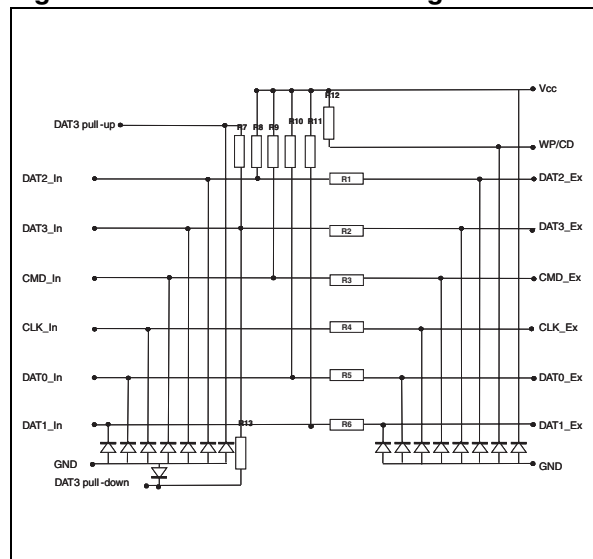 Vcc
R12
DAT3 pull-up
R7 R8 R9 R10 R11
WP/CD
DAT2_In R1 DAT2_Ex
DAT3_In R2 DAT3_Ex
CMD_In R3 CMD_Ex
CLK_In R4 CLK_Ex
DAT0_In R5 DAT0_Ex
DAT1_In R6 DAT1_Ex
R13
GND GND
DAT3 pull-down